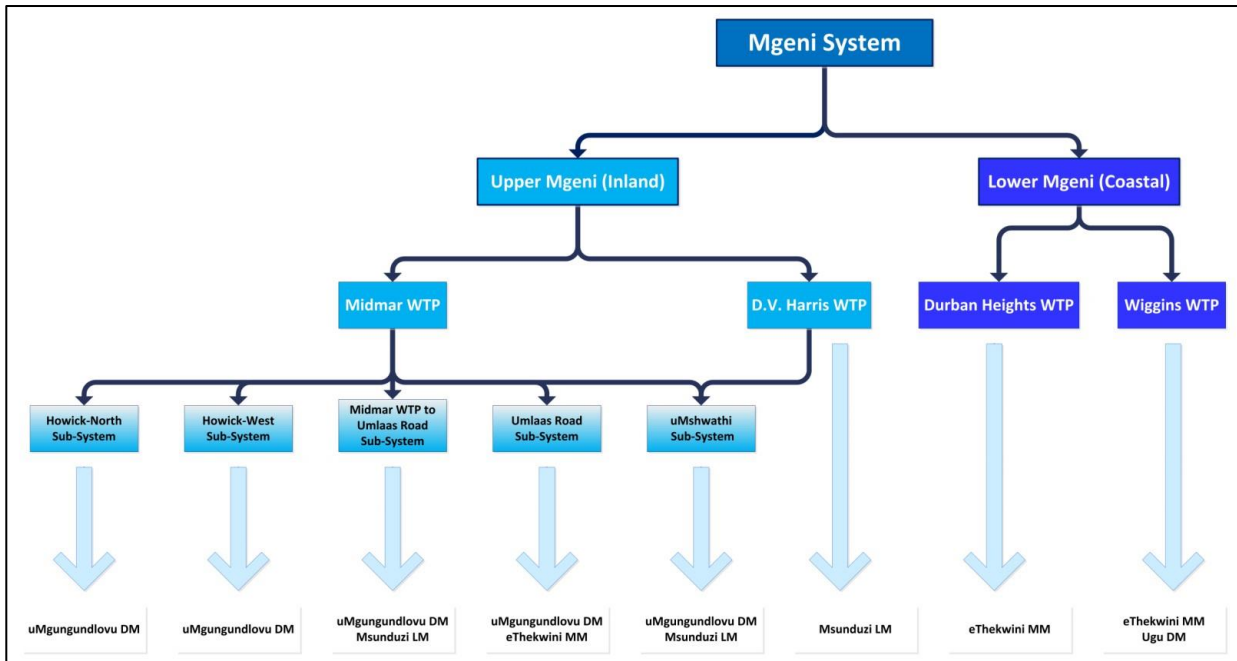 Mgeni System
Upper Mgeni (Inland)
Lower Mgeni (Coastal)
Midmar WTP
D.V. Harris WTP
Durban Heights WTP
Wiggins WTP
Howick-North
Sub-System
Howick-West
Sub-System
Midmar WTP to
Umlaas Road
Sub-System
Umlaas Road
Sub-System
uMshwathi
Sub-System
uMgungundlovu DM
uMgungundlovu DM
uMgungundlovu DM
Msunduzi LM
uMgungundlovu DM
eThekwini MM
uMgungundlovu DM
Msunduzi LM
Msunduzi LM
eThekwini MM
eThekwini MM
Ugu DM